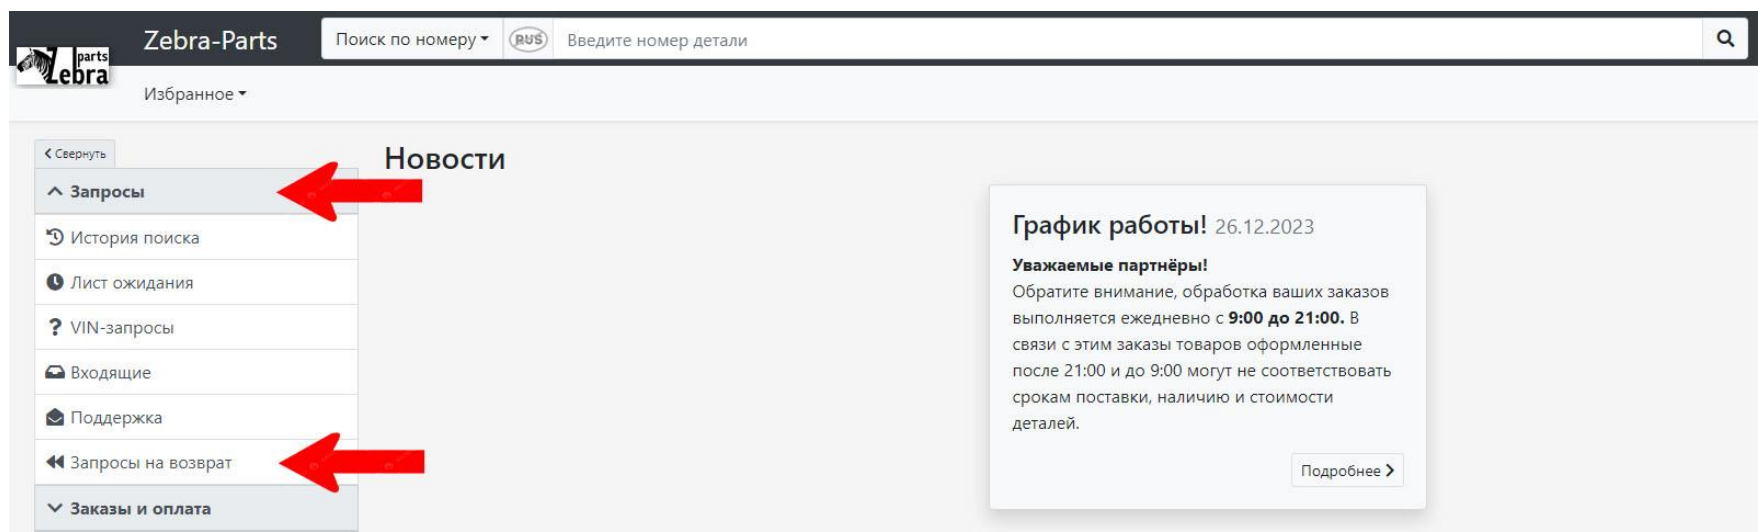 Zebra-Parts
Поиск по номеру
RUS
Введите номер детали
parts
Zebra
Избранное
Свернуть
Новости
Запросы
История поиска
Лист ожидания
VIN-запросы
Входящие
Поддержка
Запросы на возврат
Заказы и оплата
График работы! 26.12.2023
Уважаемые партнёры!
Обратите внимание, обработка ваших заказов
выполняется ежедневно с 9:00 до 21:00. В
связи с этим заказы товаров оформленные
после 21:00 и до 9:00 могут не соответствовать
срокам поставки, наличию и стоимости
деталей.
Подробнее